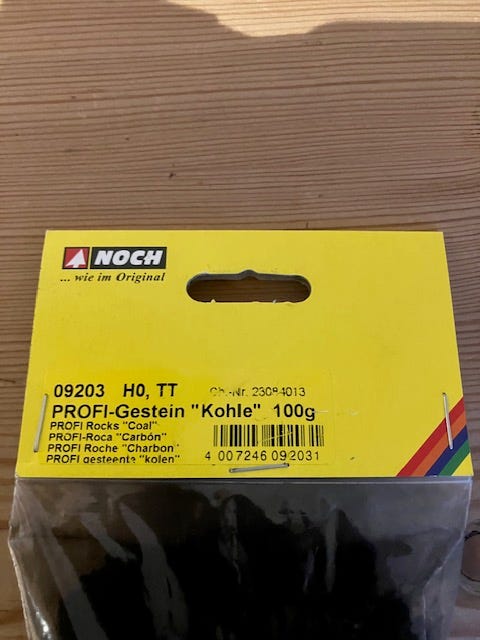 NOCH
... wie im Original
09203 H0, TT Ch.-Nr. 23084013
PROFI-Gestein "Kohle" 100g
PROFI Rocks "Coal"
PROFI-Roca "Carbón"
PROFI Roche "Charbon"
PROFI gesteente "kolen"
4 007246 092031